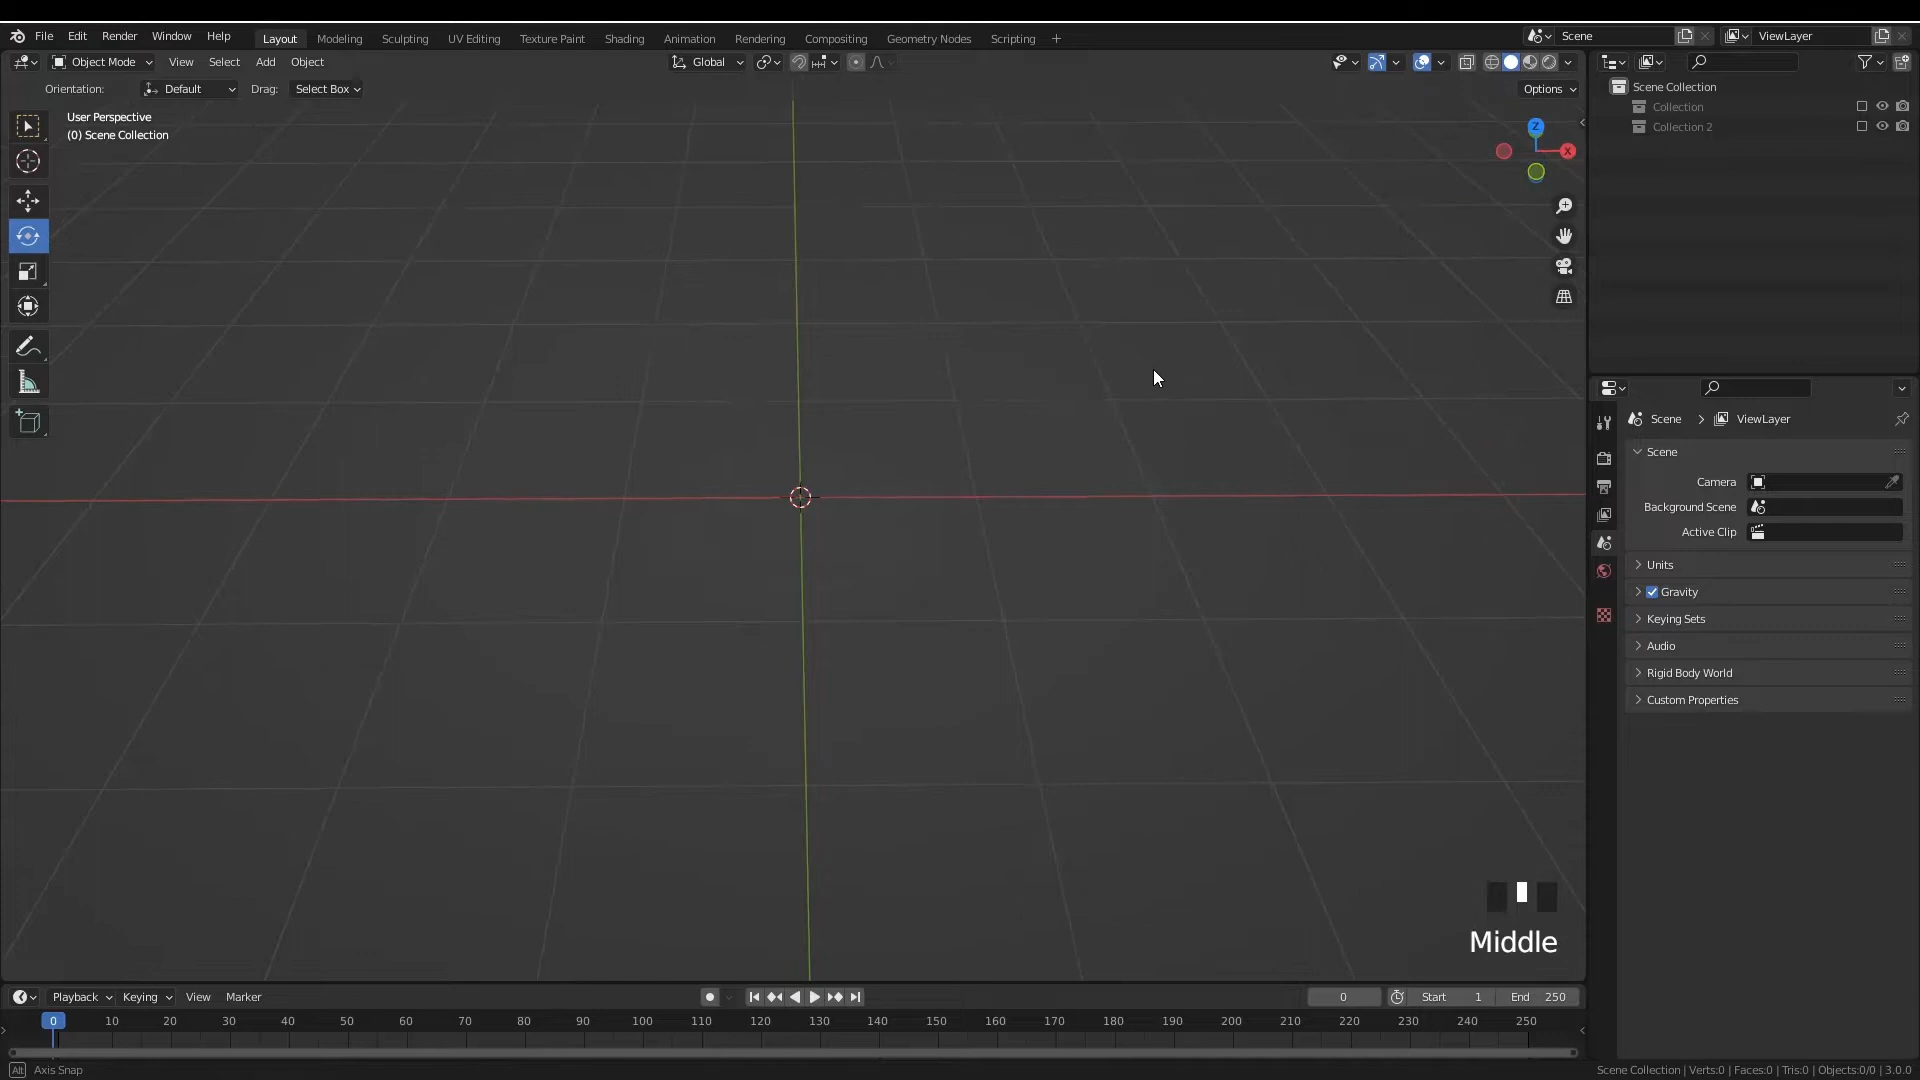 File Edit Render Window Help Layout Modeling Sculpting UV Editing Texture Paint Shading Animation Rendering Compositing Geometry Nodes Scripting + Scene ViewLayer
Object Mode View Select Add Object Global
Orientation: Default Drag: Select Box Options
User Perspective
(0) Scene Collection
Z
X
Scene Collection
Collection
Collection 2
Scene > ViewLayer
Scene
Camera
Background Scene
Active Clip
Units
Gravity
Keying Sets
Audio
Rigid Body World
Custom Properties
Middle
Playback Keying View Marker 0 Start 1 End 250
0 10 20 30 40 50 60 70 80 90 100 110 120 130 140 150 160 170 180 190 200 210 220 230 240 250
Alt Axis Snap
Scene Collection | Verts:0 | Faces:0 | Tris:0 | Objects:0/0 | 3.0.0